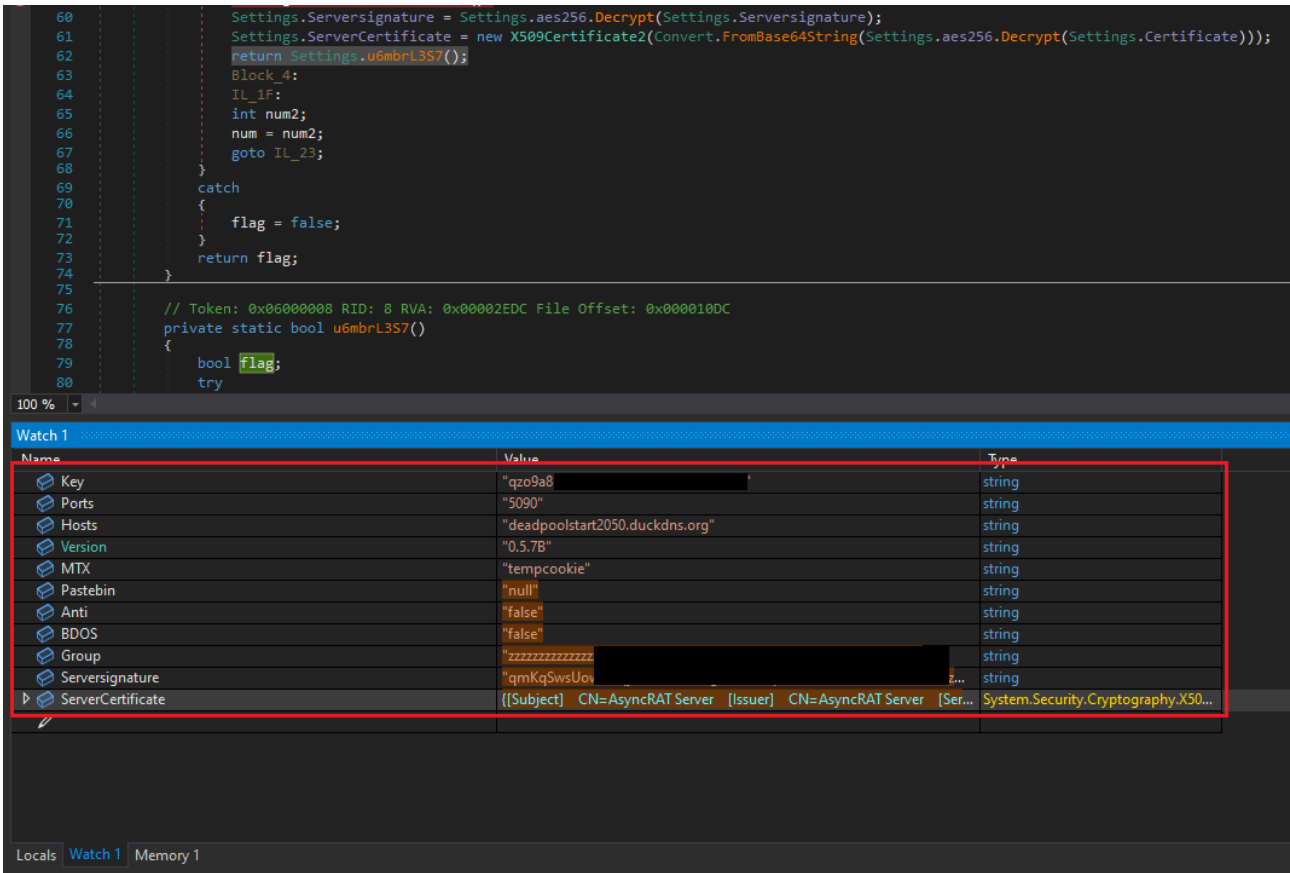 60 Settings.Serversignature = Settings.aes256.Decrypt(Settings.Serversignature);
61 Settings.ServerCertificate = new X509Certificate2(Convert.FromBase64String(Settings.aes256.Decrypt(Settings.Certificate)));
62 return Settings.u6mbrL3S7();
63 Block_4:
64 IL_1F:
65 int num2;
66 num = num2;
67 goto IL_23;
68 }
69 catch
70 {
71 flag = false;
72 }
73 return flag;
74 }
75
76 // Token: 0x06000008 RID: 8 RVA: 0x00002EDC File Offset: 0x000010DC
77 private static bool u6mbrL3S7()
78 {
79 bool flag;
80 try
100 %
Watch 1
Name Value Type
Key "qzo9a8 string
Ports "5090" string
Hosts "deadpoolstart2050.duckdns.org" string
Version "0.5.7B" string
MTX "tempcookie" string
Pastebin "null" string
Anti "false" string
BDOS "false" string
Group "zzzzzzzzzzzzzz string
Serversignature "qmKqSwsUov z... string
ServerCertificate {[Subject] CN=AsyncRAT Server [Issuer] CN=AsyncRAT Server [Ser... System.Security.Cryptography.X50...
Locals Watch 1 Memory 1